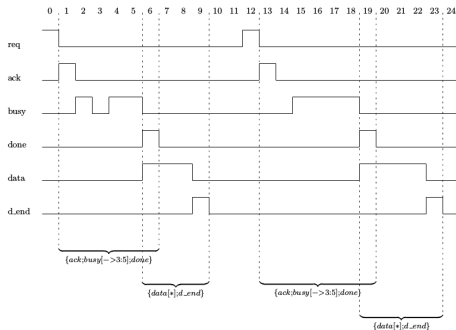 0 1 2 3 4 5 6 7 8 9 10 11 12 13 14 15 16 17 18 19 20 21 22 23 24
req
ack
busy
done
data
d_end
{ack;busy[->3:5];done} {ack;busy[->3:5];done}
{data[*];d_end} {data[*];d_end}